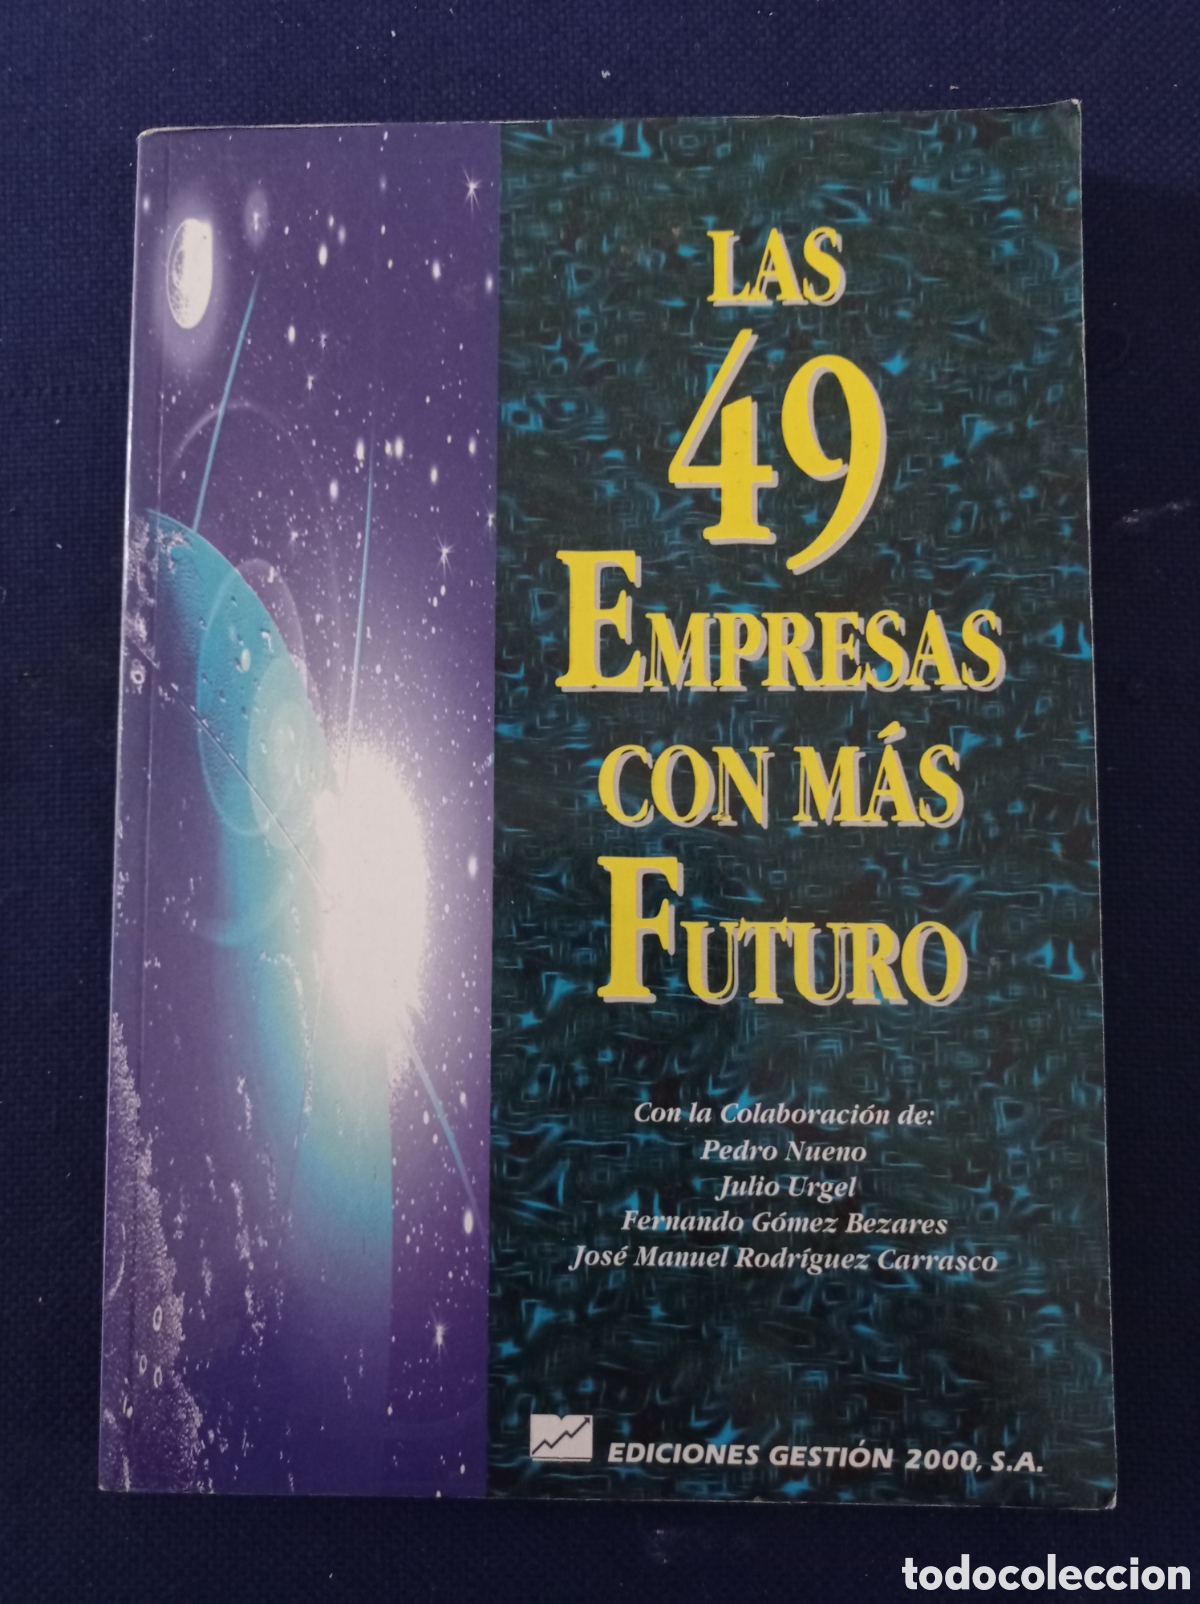 LAS
49
EMPRESAS
CON MÁS
FUTURO
Con la Colaboración de:
Pedro Nueno
Julio Urgel
Fernando Gómez Bezares
José Manuel Rodríguez Carrasco
EDICIONES GESTIÓN 2000, S.A.
todocoleccion